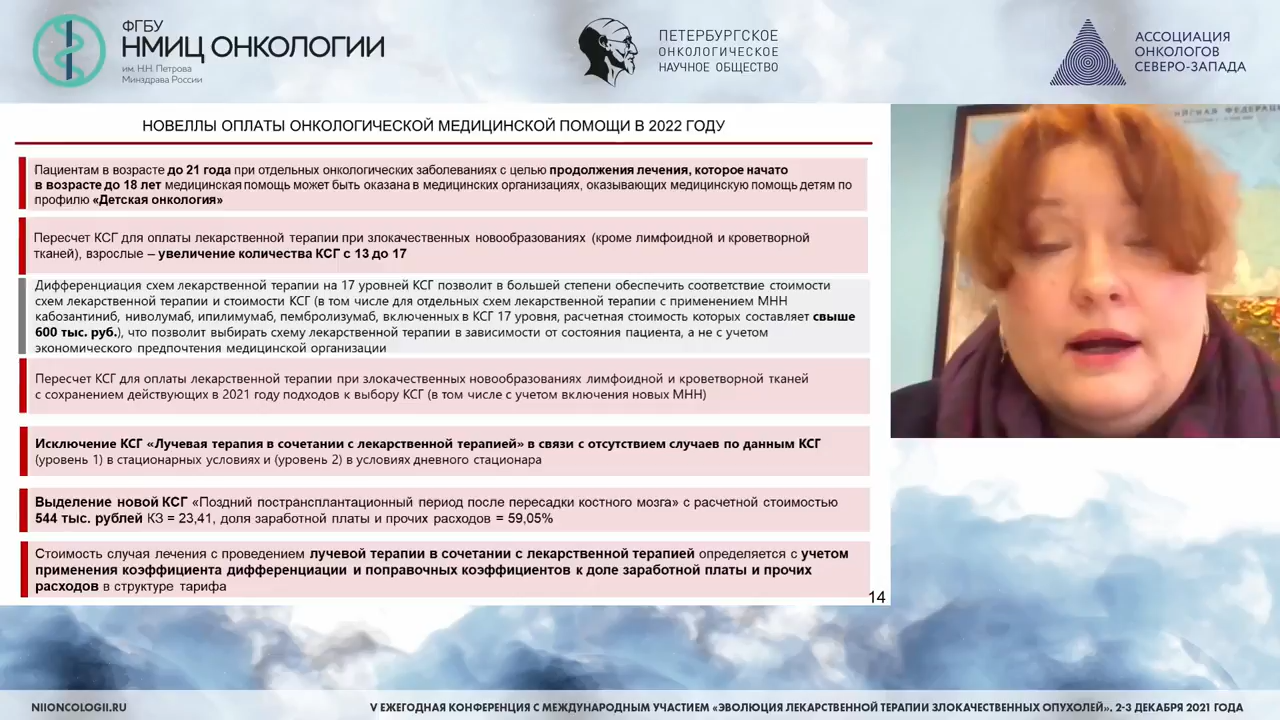 ФГБУ
НМИЦ ОНКОЛОГИИ
им. Н.Н. Петрова
Минздрава России
ПЕТЕРБУРГСКОЕ
ОНКОЛОГИЧЕСКОЕ
НАУЧНОЕ ОБЩЕСТВО
АССОЦИАЦИЯ
ОНКОЛОГОВ
СЕВЕРО-ЗАПАДА
НОВЕЛЛЫ ОПЛАТЫ ОНКОЛОГИЧЕСКОЙ МЕДИЦИНСКОЙ ПОМОЩИ В 2022 ГОДУ
Пациентам в возрасте до 21 года при отдельных онкологических заболеваниях с целью продолжения лечения, которое начато
в возрасте до 18 лет медицинская помощь может быть оказана в медицинских организациях, оказывающих медицинскую помощь детям по
профилю «Детская онкология»
Пересчет КСГ для оплаты лекарственной терапии при злокачественных новообразованиях (кроме лимфоидной и кроветворной
тканей), взрослые – увеличение количества КСГ с 13 до 17
Дифференциация схем лекарственной терапии на 17 уровней КСГ позволит в большей степени обеспечить соответствие стоимости
схем лекарственной терапии и стоимости КСГ (в том числе для отдельных схем лекарственной терапии с применением МНН
кабозантиниб, ниволумаб, ипилимумаб, пембролизумаб, включенных в КСГ 17 уровня, расчетная стоимость которых составляет свыше
600 тыс. руб.), что позволит выбирать схему лекарственной терапии в зависимости от состояния пациента, а не с учетом
экономического предпочтения медицинской организации
Пересчет КСГ для оплаты лекарственной терапии при злокачественных новообразованиях лимфоидной и кроветворной тканей
с сохранением действующих в 2021 году подходов к выбору КСГ (в том числе с учетом включения новых МНН)
Исключение КСГ «Лучевая терапия в сочетании с лекарственной терапией» в связи с отсутствием случаев по данным КСГ
(уровень 1) в стационарных условиях и (уровень 2) в условиях дневного стационара
Выделение новой КСГ «Поздний посттрансплантационный период после пересадки костного мозга» с расчетной стоимостью
544 тыс. рублей КЗ = 23,41, доля заработной платы и прочих расходов = 59,05%
Стоимость случая лечения с проведением лучевой терапии в сочетании с лекарственной терапией определяется с учетом
применения коэффициента дифференциации и поправочных коэффициентов к доле заработной платы и прочих
расходов в структуре тарифа
14
NIIONCOLOGII.RU
V ЕЖЕГОДНАЯ КОНФЕРЕНЦИЯ С МЕЖДУНАРОДНЫМ УЧАСТИЕМ «ЭВОЛЮЦИЯ ЛЕКАРСТВЕННОЙ ТЕРАПИИ ЗЛОКАЧЕСТВЕННЫХ ОПУХОЛЕЙ». 2-3 ДЕКАБРЯ 2021 ГОДА